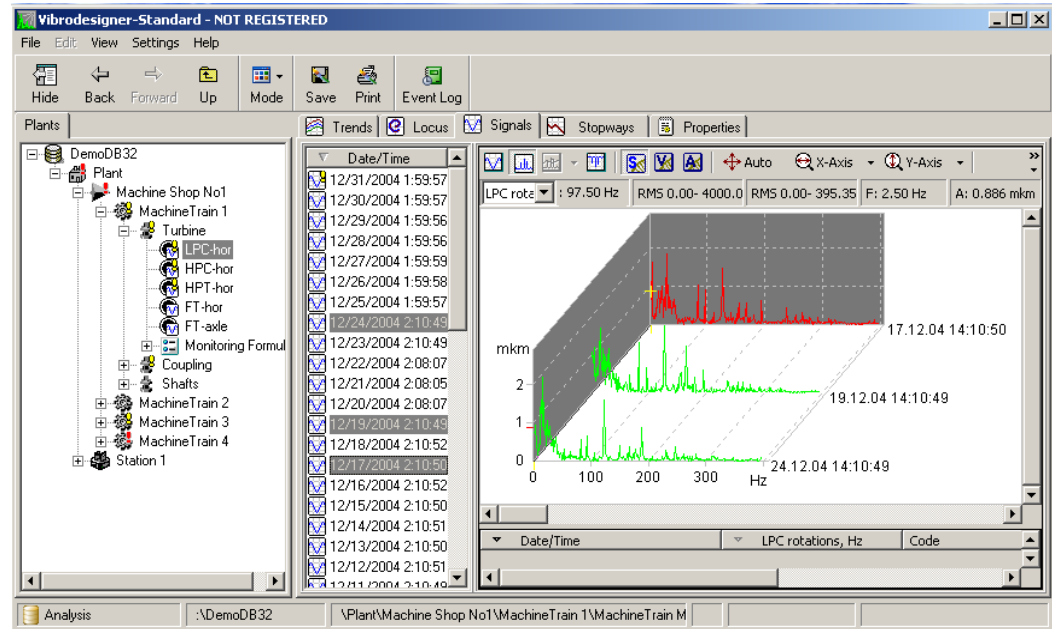 Vibrodesigner-Standard - NOT REGISTERED
File Edit View Settings Help
Hide Back Forward Up Mode Save Print Event Log
Plants
Trends Locus Signals Stopways Properties
DemoDB32
Plant
Machine Shop No1
MachineTrain 1
Turbine
LPC-hor
HPC-hor
HPT-hor
FT-hor
FT-axle
Monitoring Formul
Coupling
Shafts
MachineTrain 2
MachineTrain 3
MachineTrain 4
Station 1
Date/Time
12/31/2004 1:59:57
12/30/2004 1:59:57
12/29/2004 1:59:56
12/28/2004 1:59:56
12/27/2004 1:59:59
12/26/2004 1:59:58
12/25/2004 1:59:57
12/24/2004 2:10:49
12/23/2004 2:10:49
12/22/2004 2:08:07
12/21/2004 2:08:05
12/20/2004 2:08:07
12/19/2004 2:10:49
12/18/2004 2:10:52
12/17/2004 2:10:50
12/16/2004 2:10:52
12/15/2004 2:10:50
12/14/2004 2:10:51
12/13/2004 2:10:50
12/12/2004 2:10:51
12/11/2004 2:10:49
S V A Auto X-Axis Y-Axis »
LPC rota : 97.50 Hz RMS 0.00- 4000.0 RMS 0.00- 395.35 F: 2.50 Hz A: 0.886 mkm
17.12.04 14:10:50
mkm
2
19.12.04 14:10:49
1
0
24.12.04 14:10:49
0 100 200 300 Hz
Date/Time LPC rotations, Hz Code
Analysis :\DemoDB32 \Plant\Machine Shop No1\MachineTrain 1\MachineTrain M